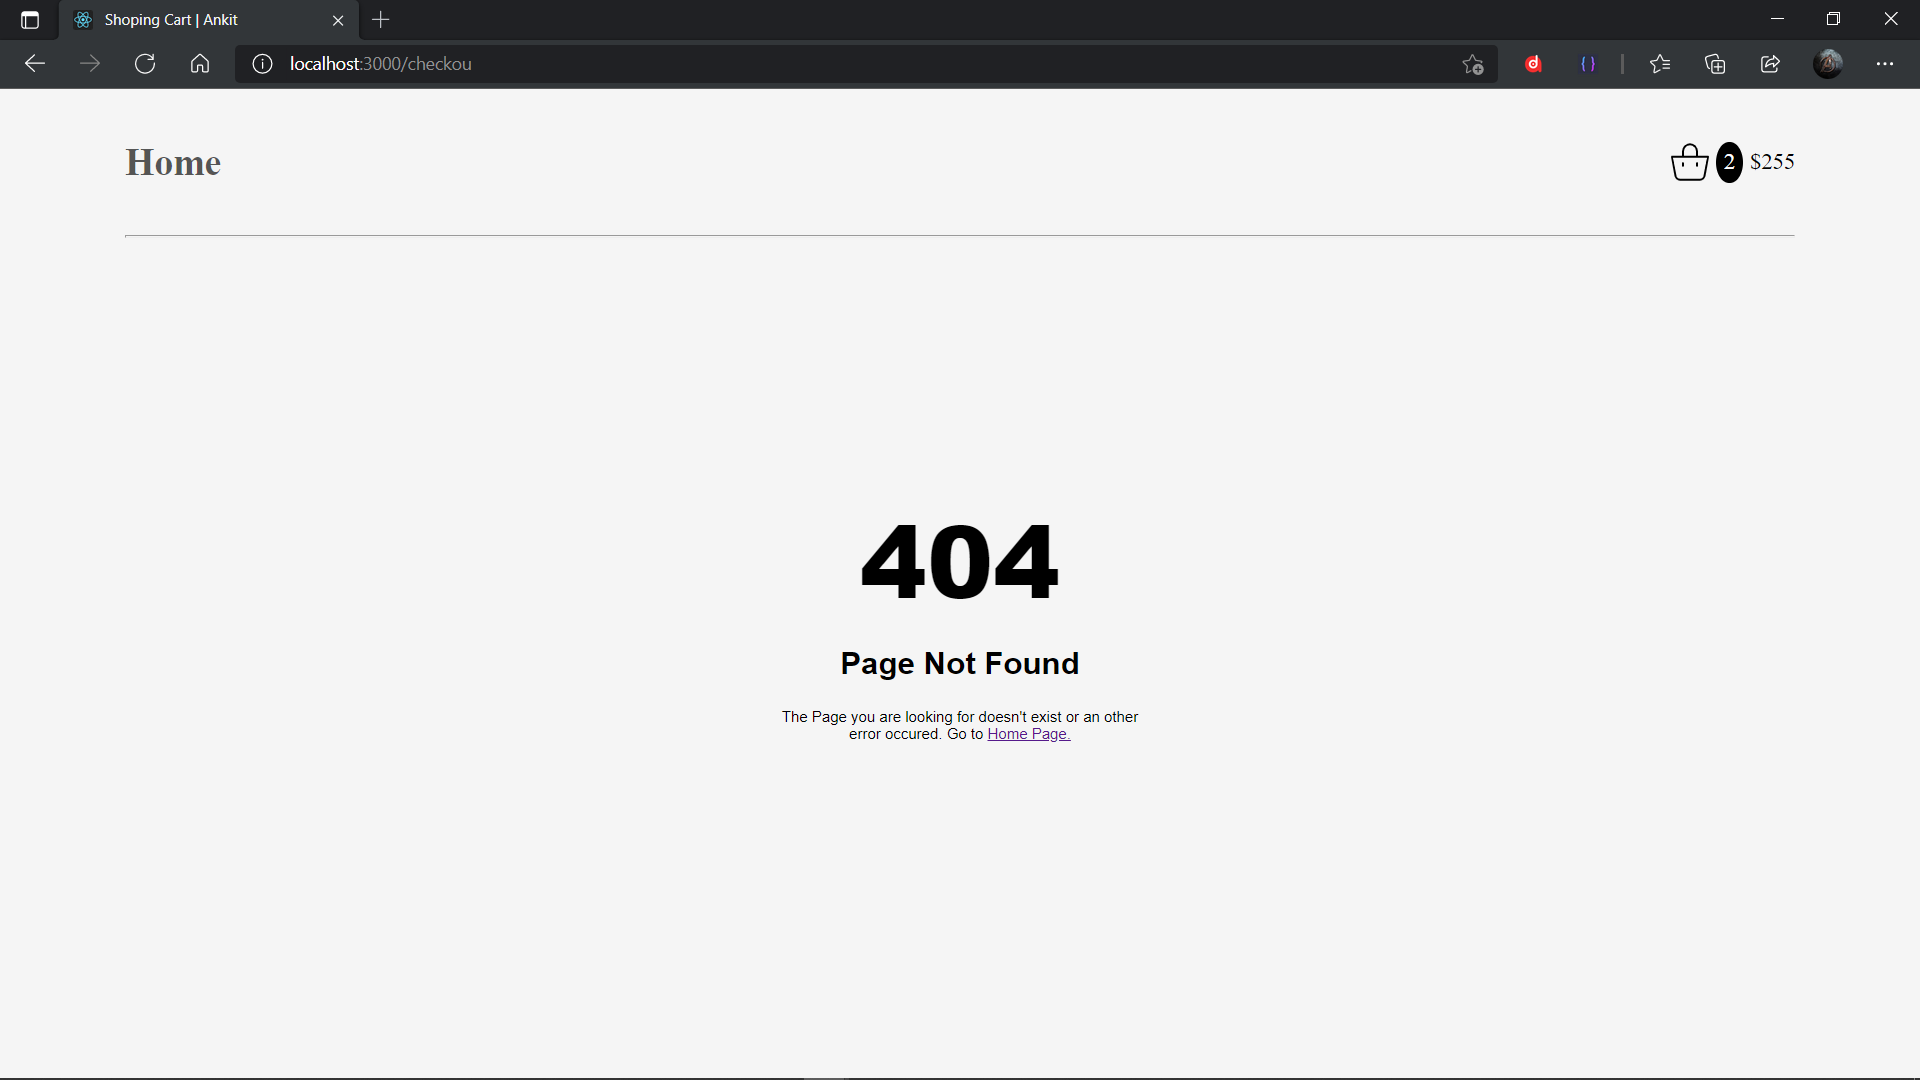 Shoping Cart | Ankit
localhost:3000/checkou
Home
2 $255
404
Page Not Found
The Page you are looking for doesn't exist or an other
error occured. Go to Home Page.